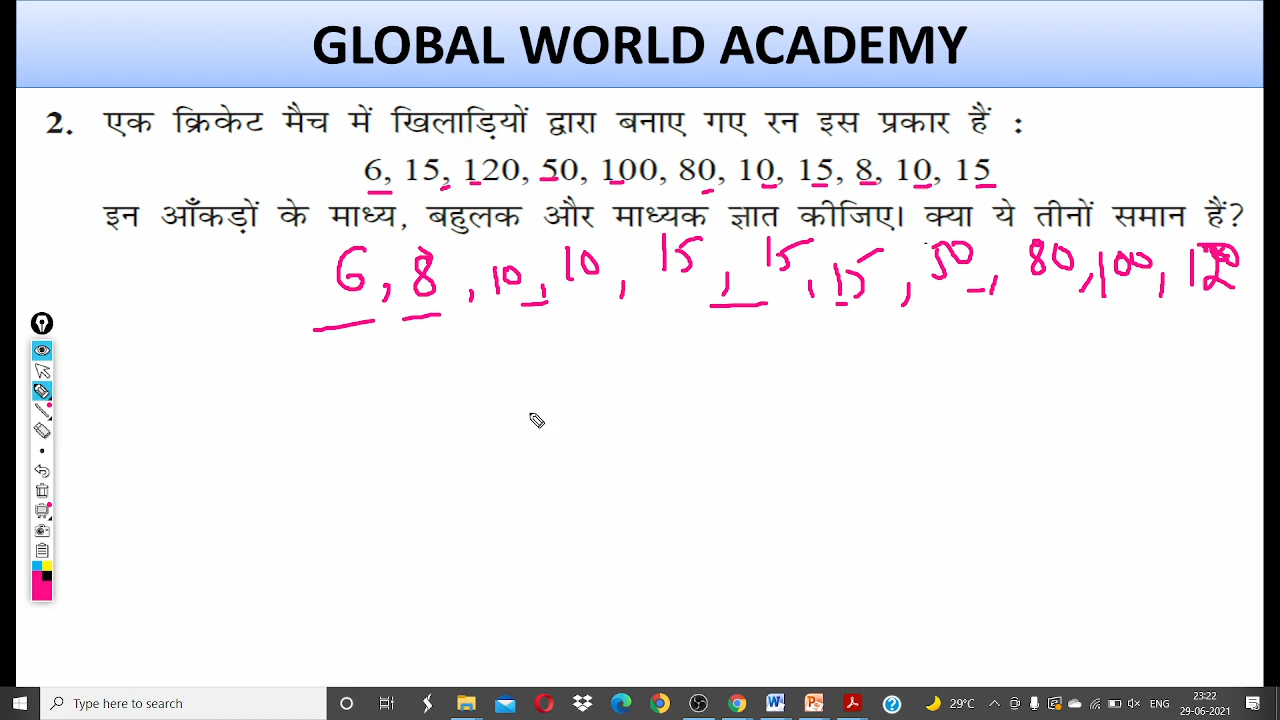 GLOBAL WORLD ACADEMY
2. एक क्रिकेट मैच में खिलाड़ियों द्वारा बनाए गए रन इस प्रकार हैं :
6, 15, 120, 50, 100, 80, 10, 15, 8, 10, 15
इन आँकड़ों के माध्य, बहुलक और माध्यक ज्ञात कीजिए। क्या ये तीनों समान हैं?
6, 8, 10, 10, 15, 15, 15, 50, 80, 100, 120
Type here to search
29°C
ENG
23:22
29-06-2021